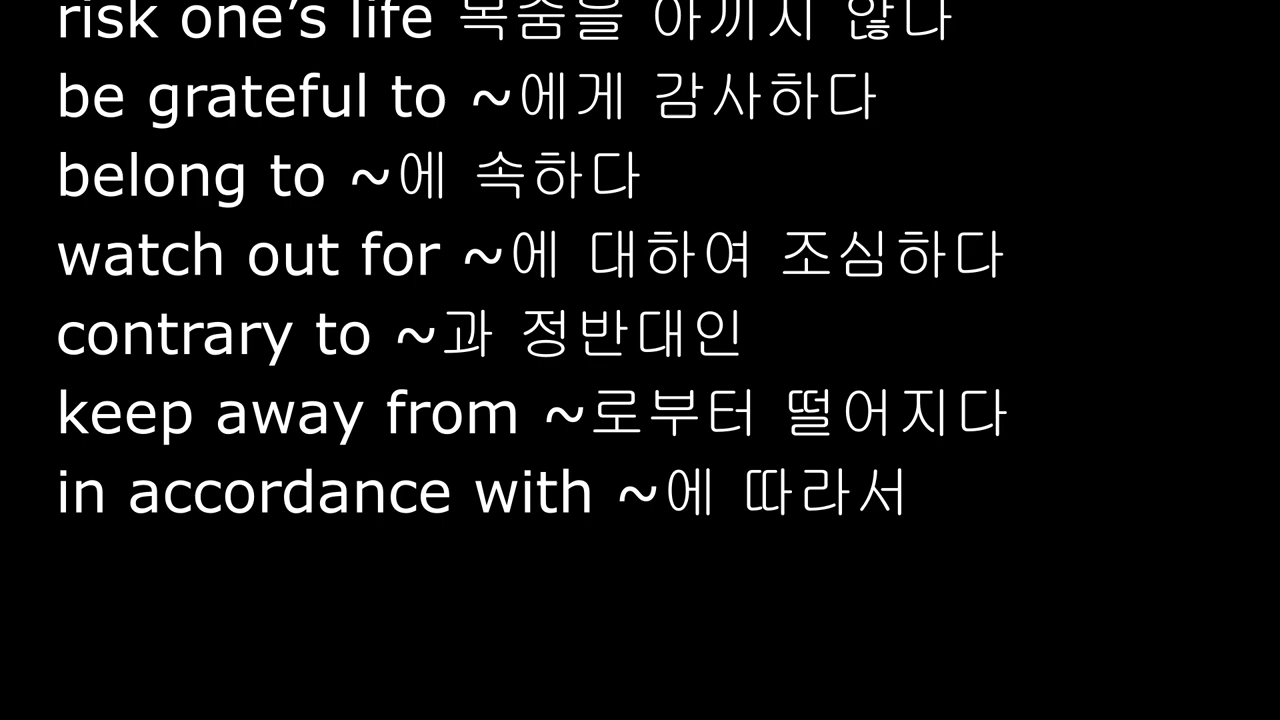 risk one’s life 목숨을 아끼지 않다
be grateful to ~에게 감사하다
belong to ~에 속하다
watch out for ~에 대하여 조심하다
contrary to ~과 정반대인
keep away from ~로부터 떨어지다
in accordance with ~에 따라서